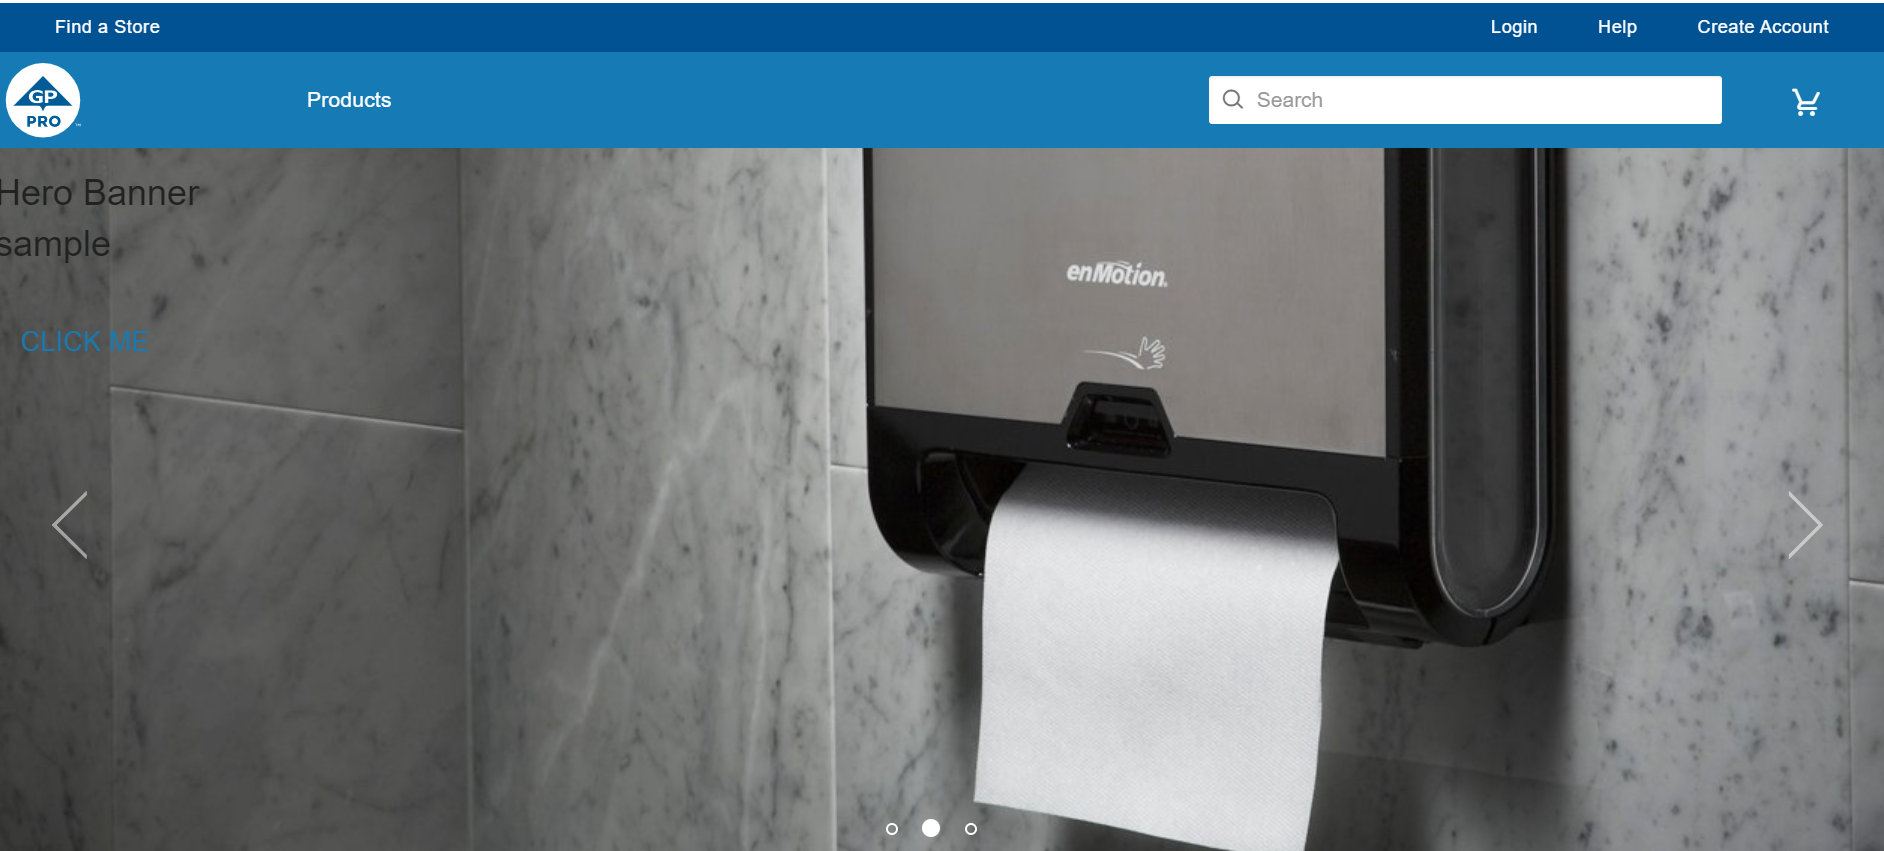 Find a Store
Login
Help
Create Account
GP
PRO
Products
Search
Hero Banner
sample
CLICK ME
enMotion